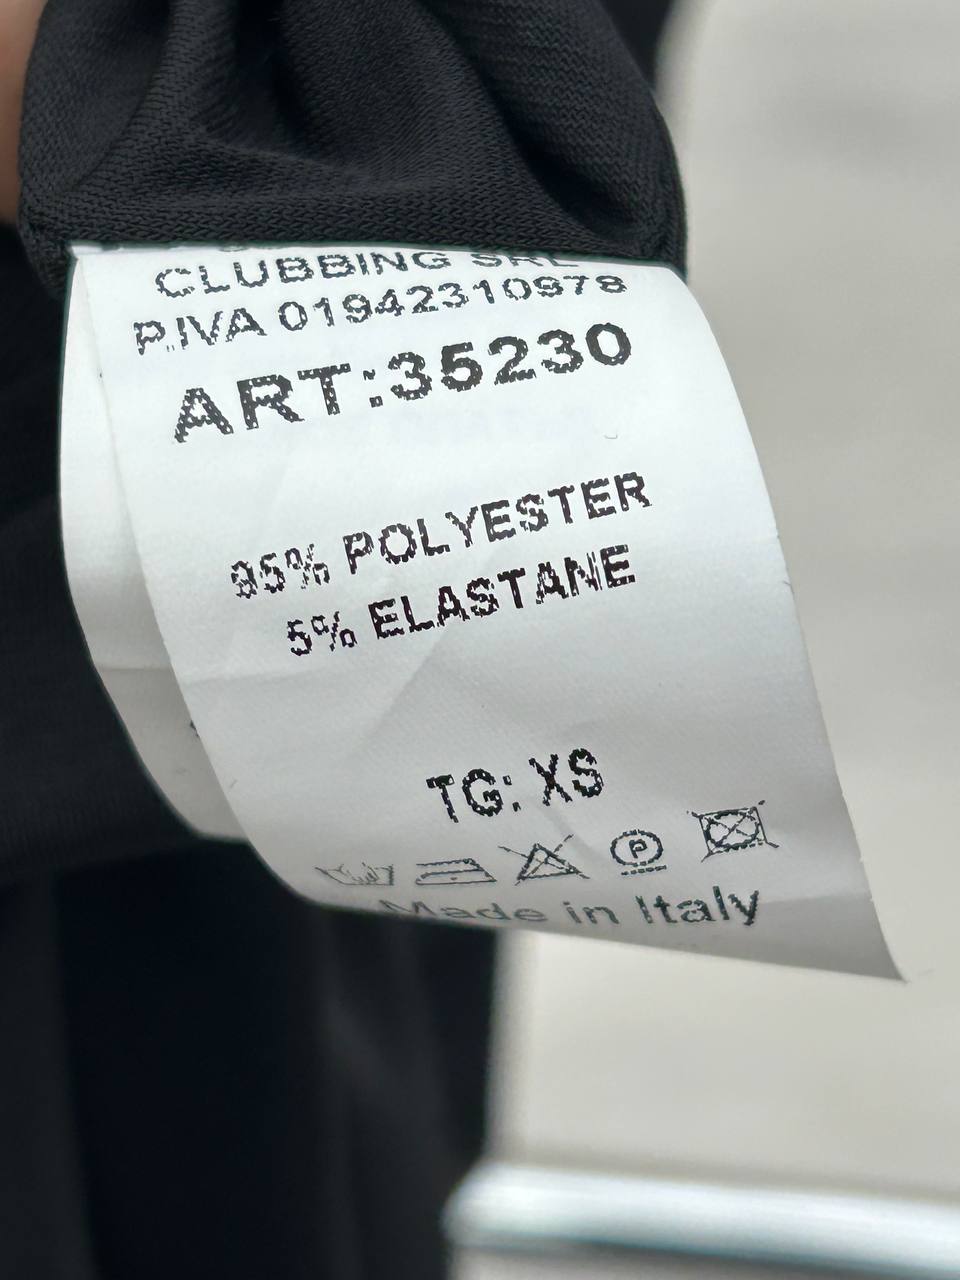 CLUBBING SRL
P.IVA 01942310978
ART:35230
95% POLYESTER
5% ELASTANE
TG: XS
P
Made in Italy